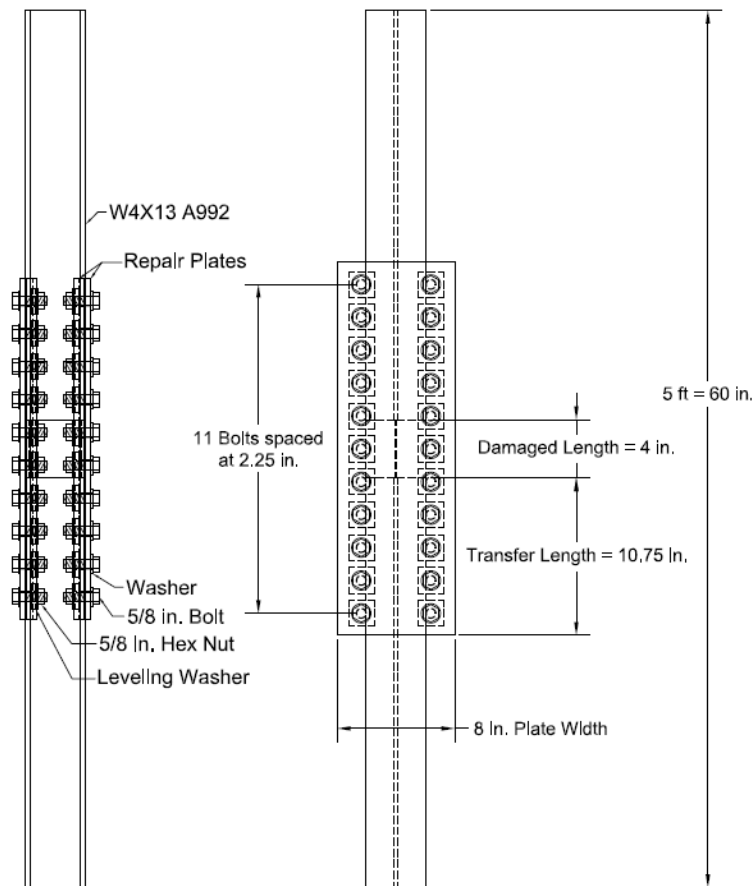 W4X13 A992
Repair Plates
11 Bolts spaced
at 2.25 in.
5 ft = 60 in.
Damaged Length = 4 in.
Transfer Length = 10.75 in.
Washer
5/8 in. Bolt
5/8 in. Hex Nut
Leveling Washer
8 in. Plate Width